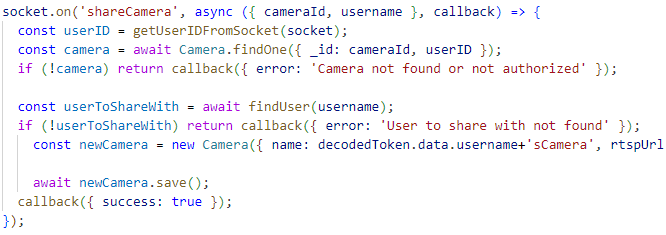 socket.on('shareCamera', async ({ cameraId, username }, callback) => {
  const userID = getUserIDFromSocket(socket);
  const camera = await Camera.findOne({ _id: cameraId, userID });
  if (!camera) return callback({ error: 'Camera not found or not authorized' });

  const userToShareWith = await findUser(username);
  if (!userToShareWith) return callback({ error: 'User to share with not found' });
    const newCamera = new Camera({ name: decodedToken.data.username+'sCamera', rtspUrl

    await newCamera.save();
  callback({ success: true });
});